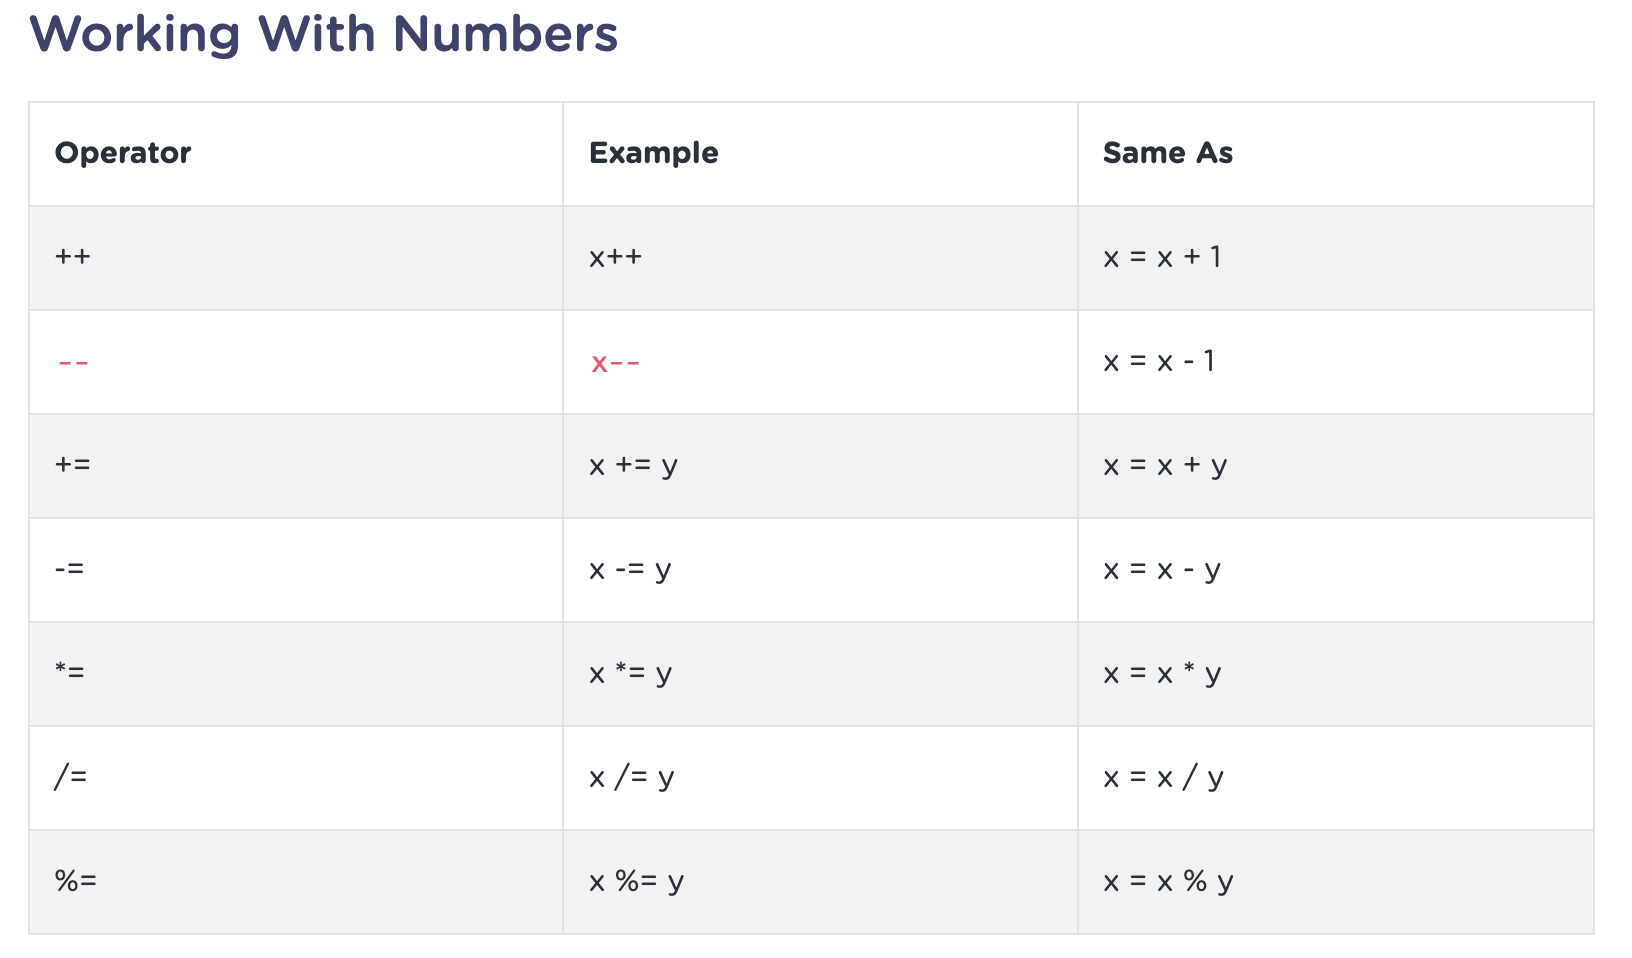 Working With Numbers
Operator Example Same As
++ x++ x = x + 1
-- x-- x = x - 1
+= x += y x = x + y
-= x -= y x = x - y
*= x *= y x = x * y
/= x /= y x = x / y
%= x %= y x = x % y